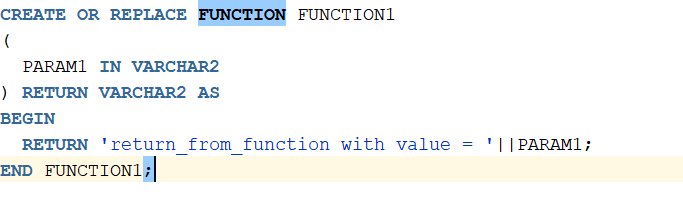 CREATE OR REPLACE FUNCTION FUNCTION1
(
  PARAM1 IN VARCHAR2
) RETURN VARCHAR2 AS
BEGIN
  RETURN 'return_from_function with value = '||PARAM1;
END FUNCTION1;